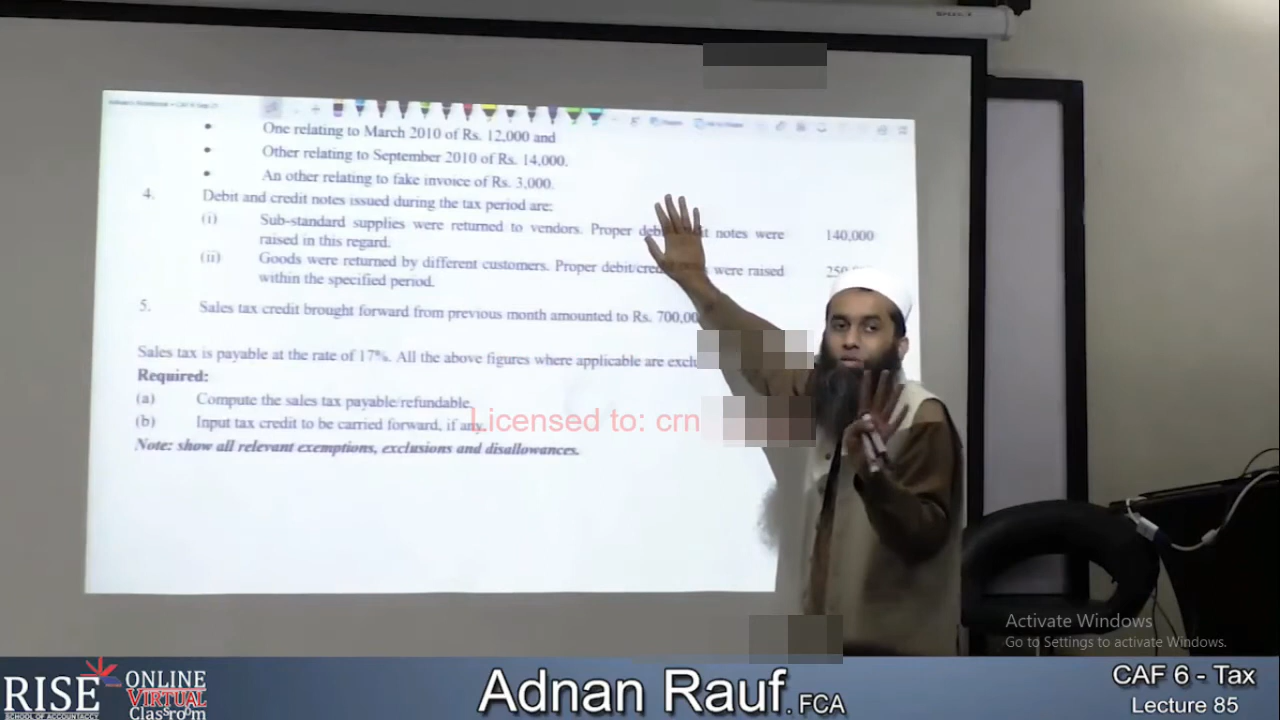 One relating to March 2010 of Rs. 12,000 and
Other relating to September 2010 of Rs. 14,000.
An other relating to fake invoice of Rs. 3,000.
4. Debit and credit notes issued during the tax period are:
(i) Sub-standard supplies were returned to vendors. Proper notes were 140,000
raised in this regard.
(ii) Goods were returned by different customers. Proper were raised
within the specified period.
5. Sales tax credit brought forward from previous month amounted to Rs.
Sales tax is payable at the rate of 17%. All the above figures where applicable are
Required:
(a) Compute the sales tax payable/refundable.
(b) Input tax credit to be carried forward, if any.
Licensed to: crn
Note: show all relevant exemptions, exclusions and disallowances.
Activate Windows
Go to Settings to activate Windows.
RISE
SCHOOL OF ACCOUNTANCY
ONLINE
VIRTUAL
Classroom
Adnan Rauf. FCA
CAF 6 - Tax
Lecture 85